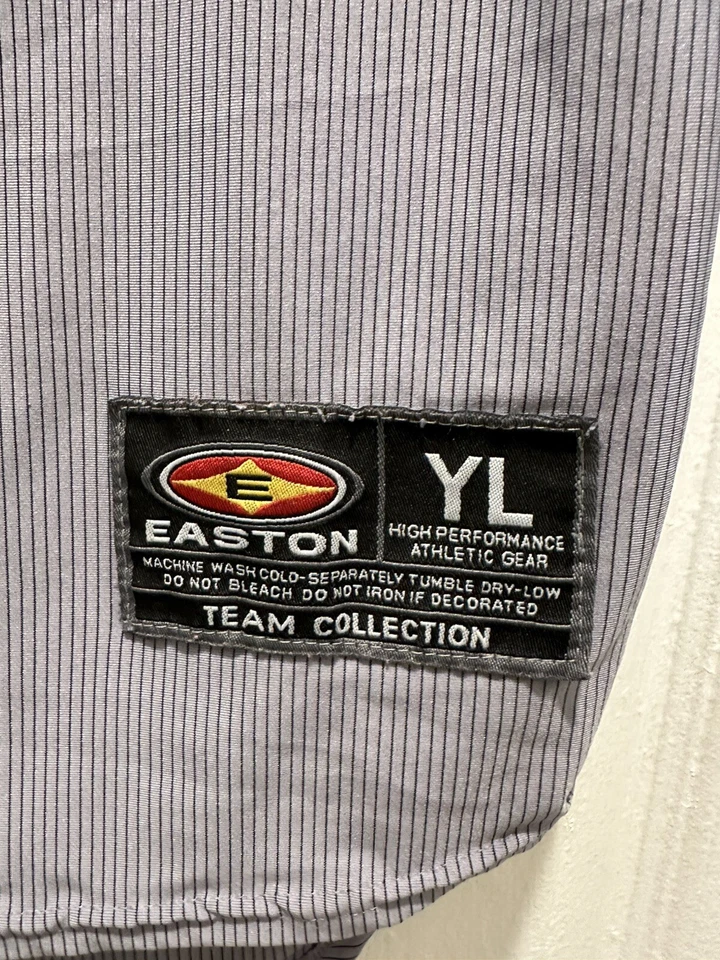 E
EASTON
YL
HIGH PERFORMANCE
ATHLETIC GEAR
MACHINE WASH COLD-SEPARATELY TUMBLE DRY-LOW
DO NOT BLEACH DO NOT IRON IF DECORATED
TEAM COLLECTION